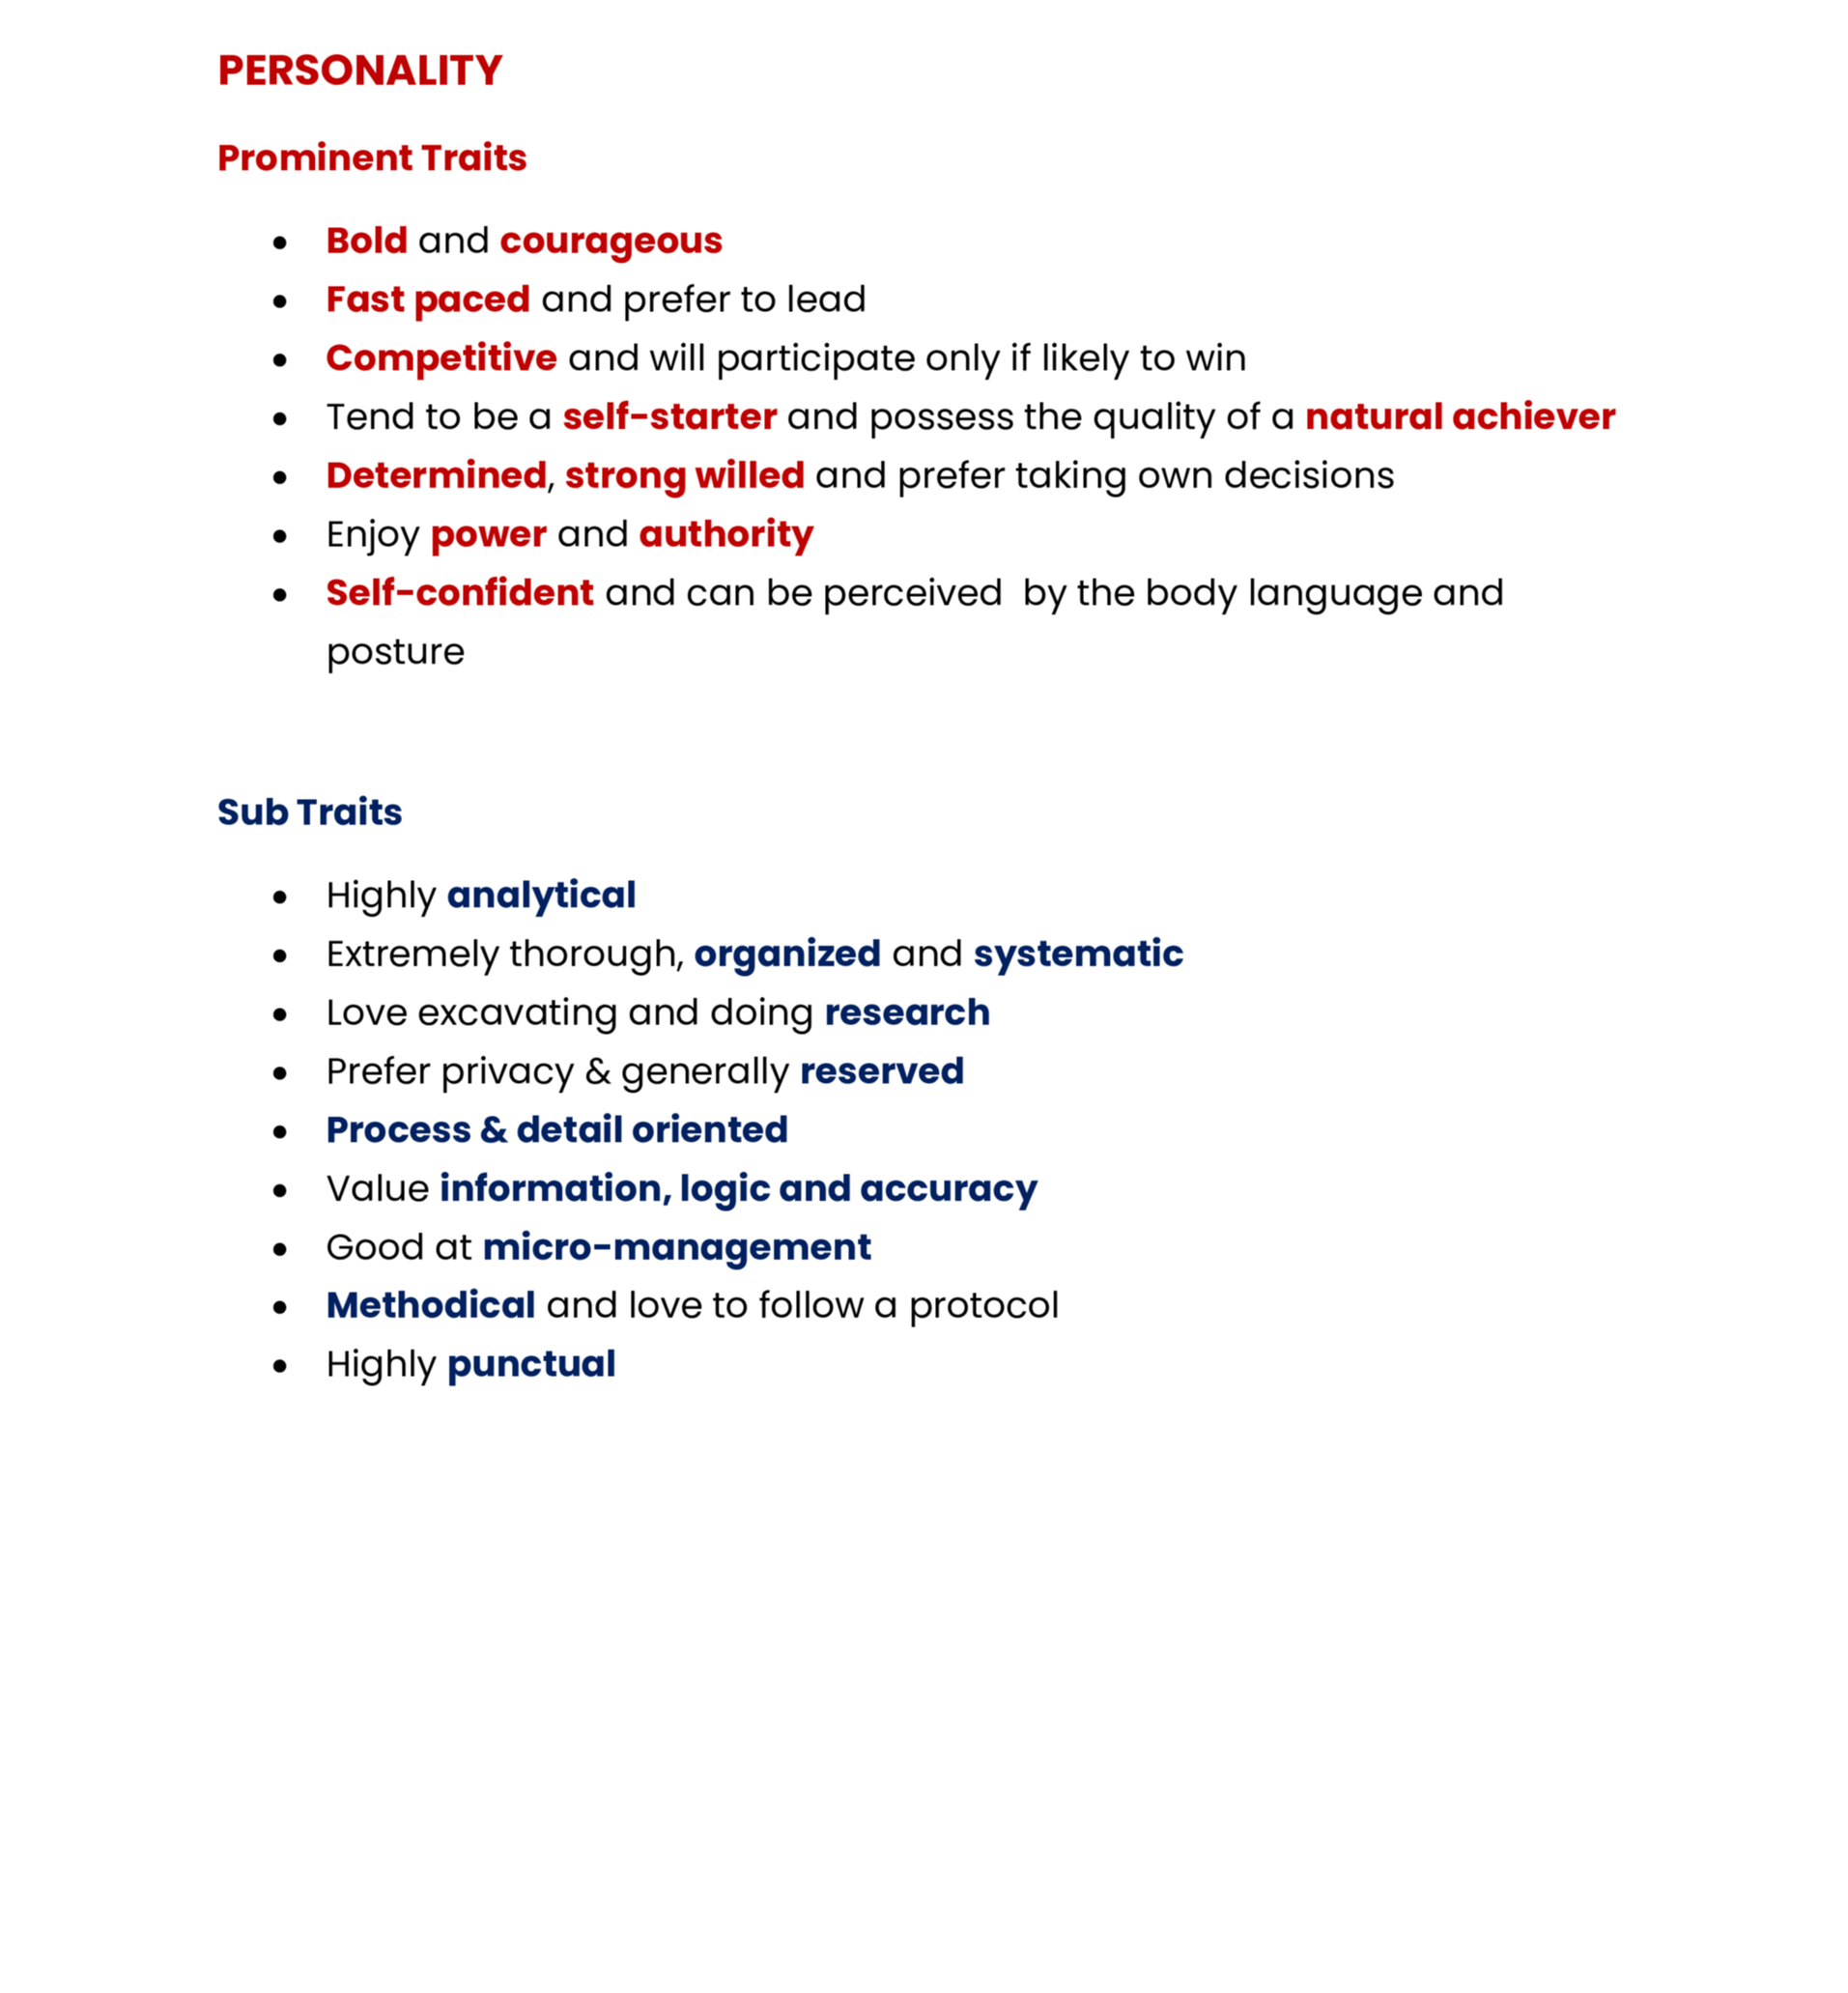 PERSONALITY
Prominent Traits
• Bold and courageous
• Fast paced and prefer to lead
• Competitive and will participate only if likely to win
• Tend to be a self-starter and possess the quality of a natural achiever
• Determined, strong willed and prefer taking own decisions
• Enjoy power and authority
• Self-confident and can be perceived  by the body language and
posture
Sub Traits
• Highly analytical
• Extremely thorough, organized and systematic
• Love excavating and doing research
• Prefer privacy & generally reserved
• Process & detail oriented
• Value information, logic and accuracy
• Good at micro-management
• Methodical and love to follow a protocol
• Highly punctual